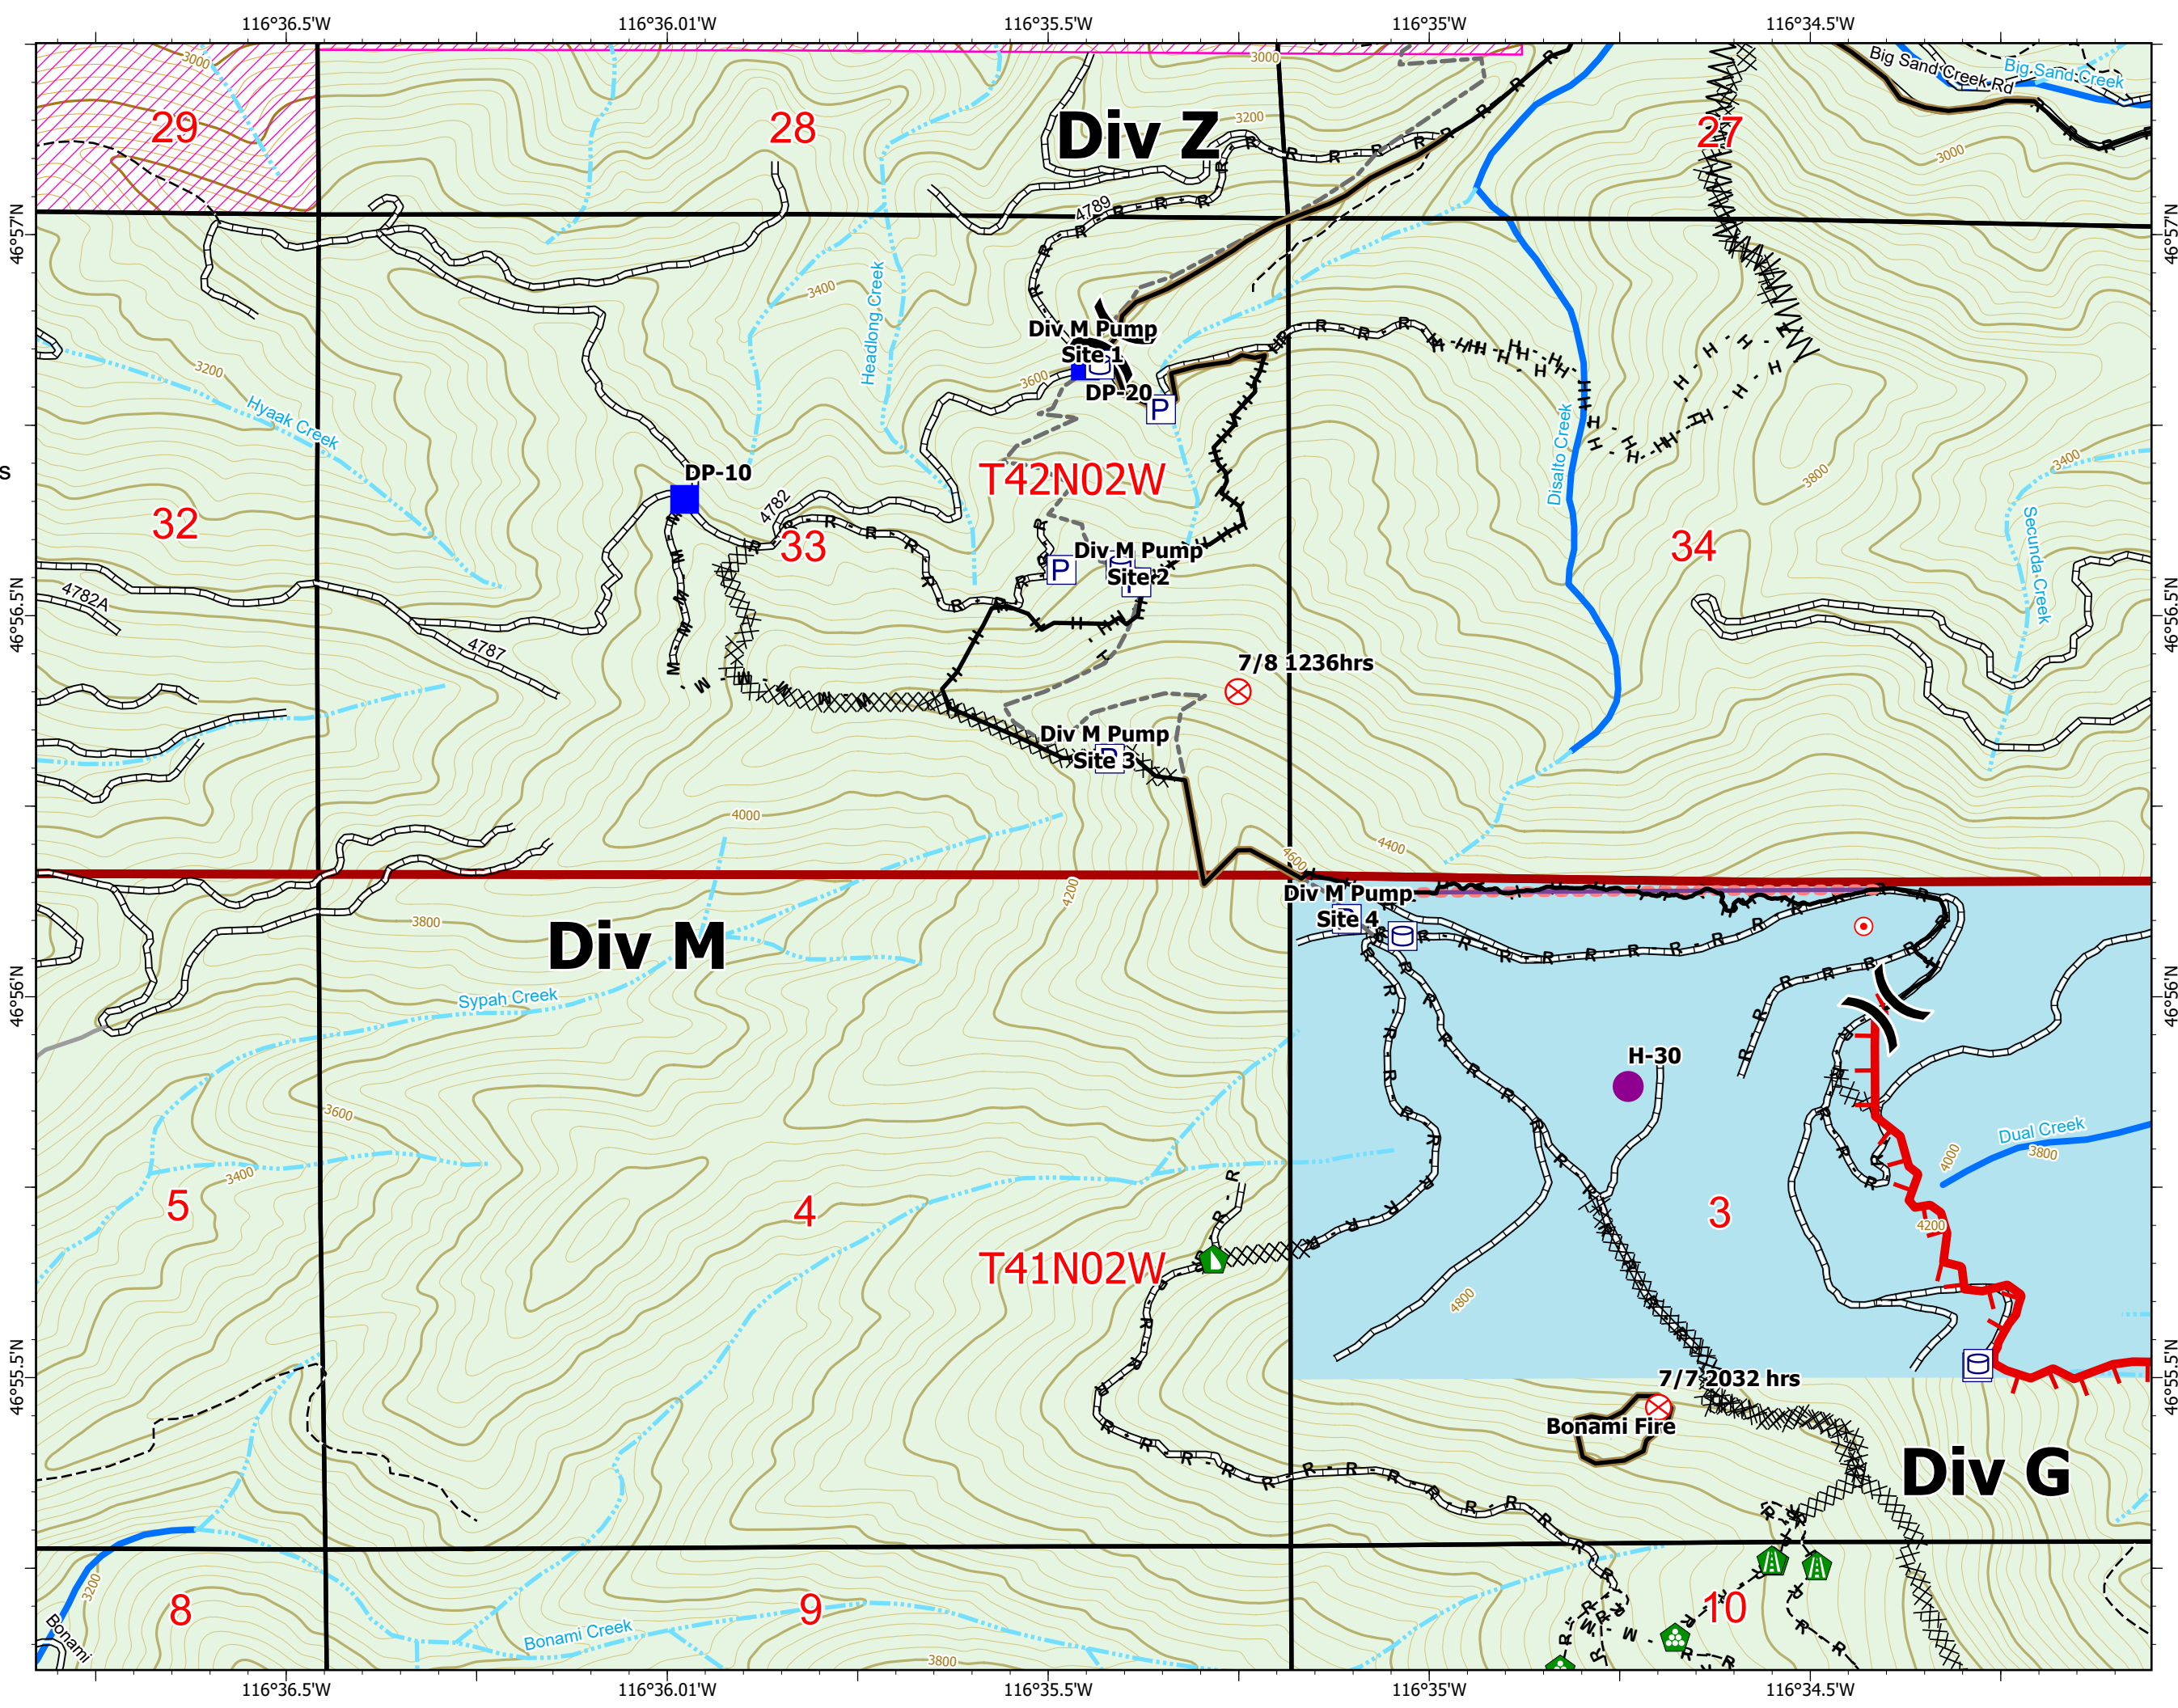 116°36.5'W 116°36.01'W 116°35.5'W 116°35'W 116°34.5'W
3000
3000
Big Sand Creek Rd
Big Sand Creek
29
28
Div Z
3200
27
3000
46°57'N
4789
46°57'N
3400
Headlong Creek
Div M Pump
Site 1
3200
3600
DP-20
P
Hyaak Creek
Disalto Creek
S
DP-10
T42N02W
3800
3400
4782
32
33
34
Secunda Creek
Div M Pump
Site 2
P
4782A
46°56.5'N
46°56.5'N
4787
7/8 1236hrs
Div M Pump
Site 3
4000
4400
4600
4200
Div M Pump
Site 4
3800
Div M
Sypah Creek
46°56'N
46°56'N
H-30
3600
Dual Creek
4000
3800
3400
5
4
3
4200
T41N02W
4800
46°55.5'N
46°55.5'N
7/7 2032 hrs
Bonami Fire
Div G
3200
8
9
10
Bonami
Bonami Creek
3800
116°36.5'W 116°36.01'W 116°35.5'W 116°35'W 116°34.5'W